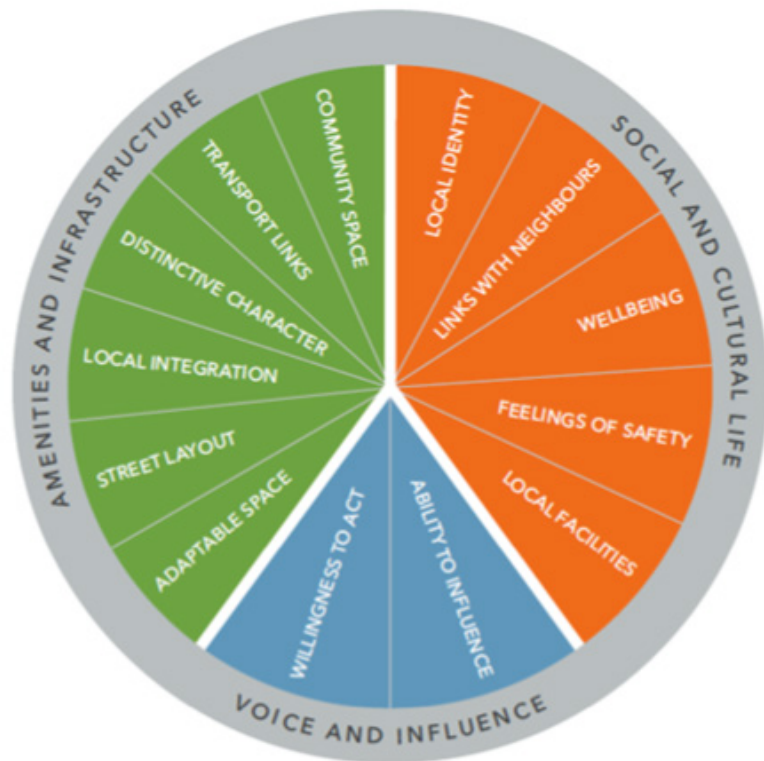 AMENITIES AND INFRASTRUCTURE
COMMUNITY SPACE
TRANSPORT LINKS
DISTINCTIVE CHARACTER
LOCAL INTEGRATION
STREET LAYOUT
ADAPTABLE SPACE
SOCIAL AND CULTURAL LIFE
LOCAL IDENTITY
LINKS WITH NEIGHBOURS
WELLBEING
FEELINGS OF SAFETY
LOCAL FACILITIES
VOICE AND INFLUENCE
WILLINGNESS TO ACT
ABILITY TO INFLUENCE